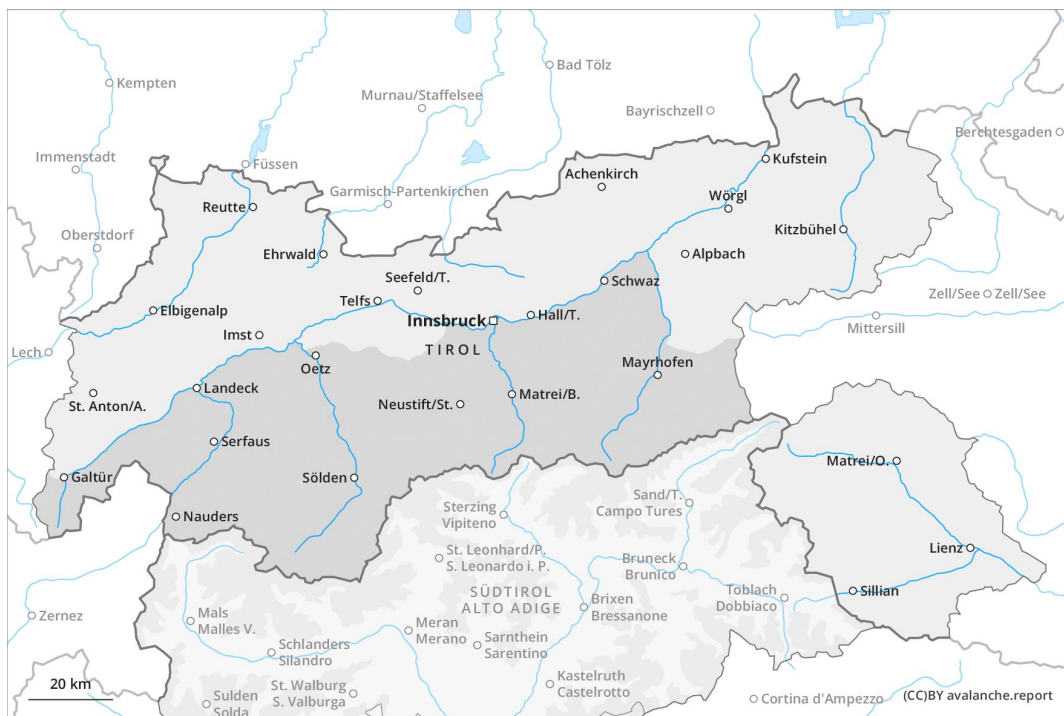 Kempten
Bad Tölz
Murnau/Staffelsee
Bayrischzell
Berchtesgaden
Immenstadt
Füssen
Kufstein
Garmisch-Partenkirchen
Achenkirch
Reutte
Wörgl
Oberstdorf
Kitzbühel
Ehrwald
Alpbach
Seefeld/T.
Schwaz
Zell/See
Zell/See
Telfs
Elbigenalp
Hall/T.
Innsbruck
Mittersill
Imst
Lech
TIROL
Oetz
Mayrhofen
Landeck
Matrei/B.
St. Anton/A.
Neustift/St.
Serfaus
Matrei/O.
Galtür
Sölden
Sand/T.
Campo Tures
Sterzing
Vipiteno
Nauders
Lienz
St. Leonhard/P.
S. Leonardo i. P.
Bruneck
Brunico
SÜDTIROL
ALTO ADIGE
Toblach
Dobbiaco
Sillian
Brixen
Bressanone
Zernez
Mals
Malles V.
Meran
Merano
Sarnthein
Sarentino
Schlanders
Silandro
Kastelruth
Castelrotto
20 km
St. Walburg
S. Valburga
Sulden
Solda
Cortina d'Ampezzo
(CC)BY avalanche.report